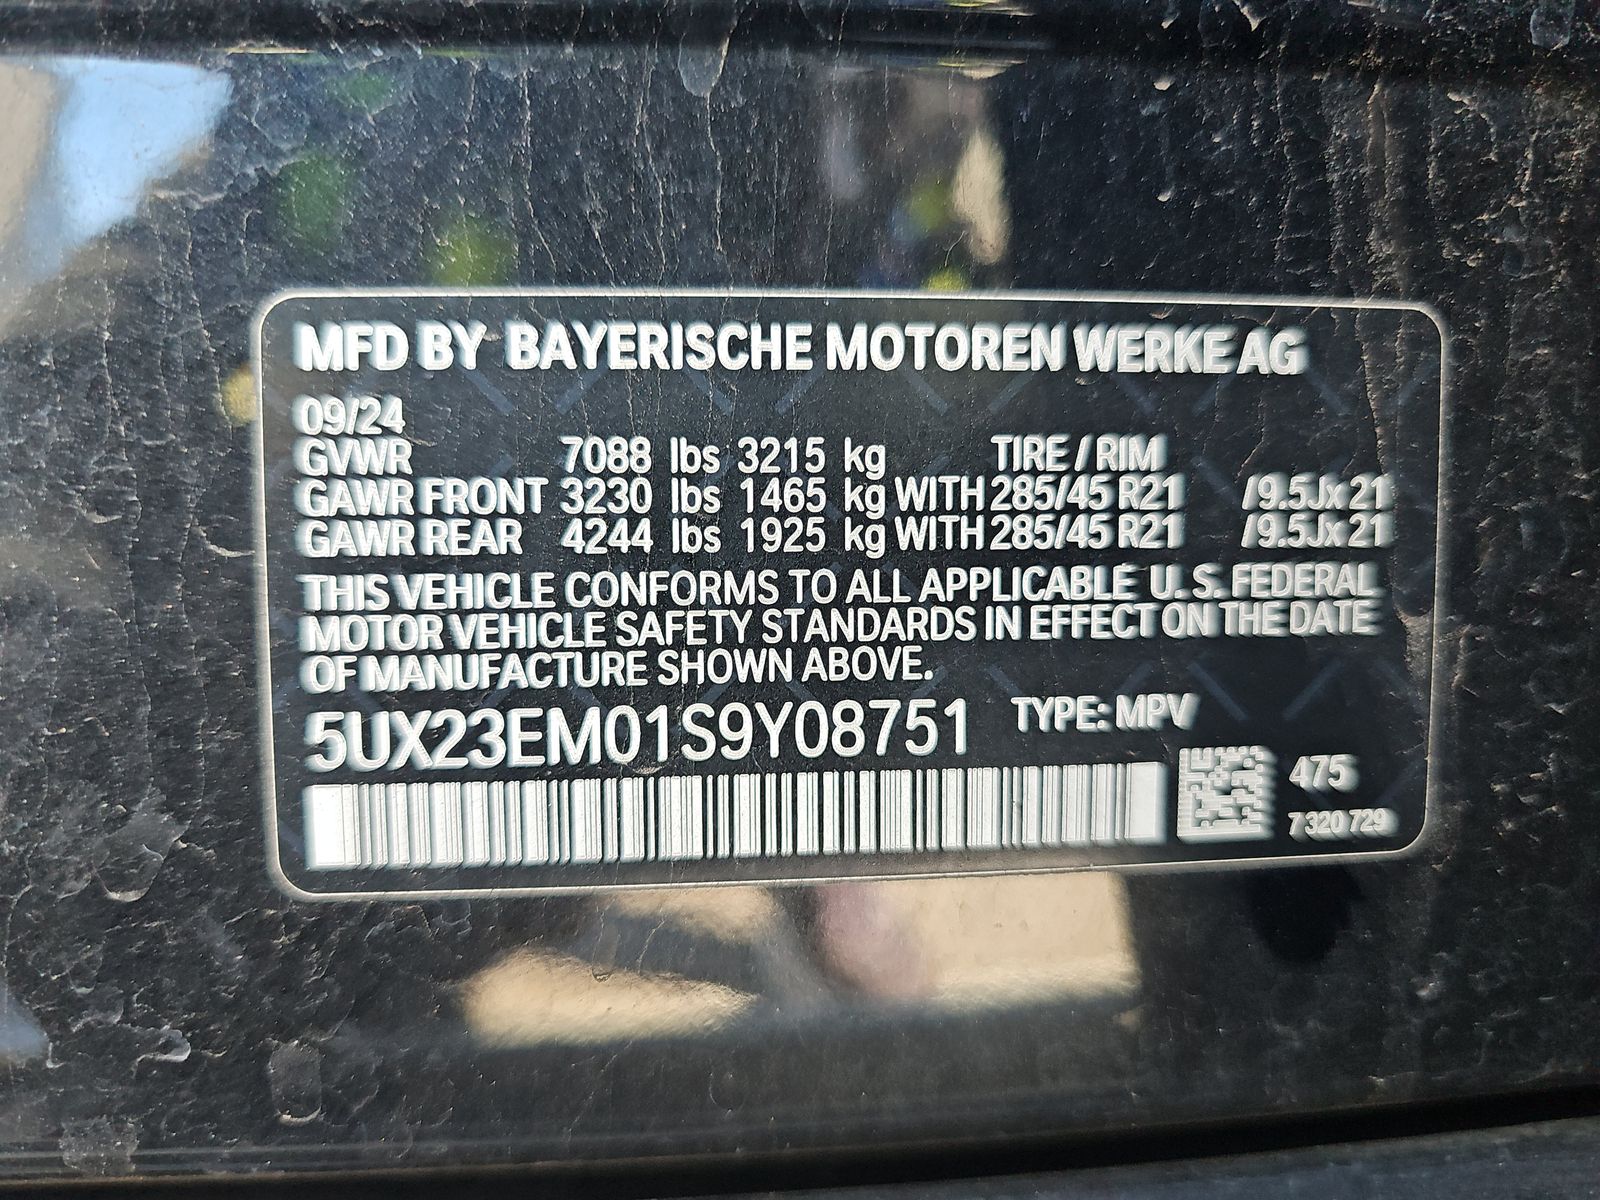 MFD BY BAYERISCHE MOTOREN WERKE AG
09/24
GVWR 7088 lbs 3215 kg TIRE / RIM
GAWR FRONT 3230 lbs 1465 kg WITH 285/45 R21 /9.5Jx21
GAWR REAR 4244 lbs 1925 kg WITH 285/45 R21 /9.5Jx21
THIS VEHICLE CONFORMS TO ALL APPLICABLE U. S. FEDERAL
MOTOR VEHICLE SAFETY STANDARDS IN EFFECT ON THE DATE
OF MANUFACTURE SHOWN ABOVE.
5UX23EM01S9Y08751 TYPE: MPV
475
7 320 729